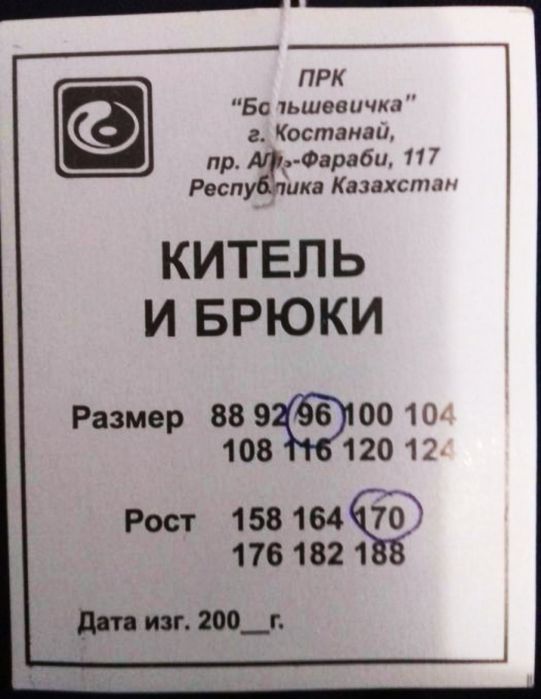 ПРК
"Большевичка"
г. Костанай,
пр. Аль-Фараби, 117
Республика Казахстан
КИТЕЛЬ
И БРЮКИ
Размер 88 92 96 100 104
108 116 120 124
Рост 158 164 170
176 182 188
Дата изг. 200__г.